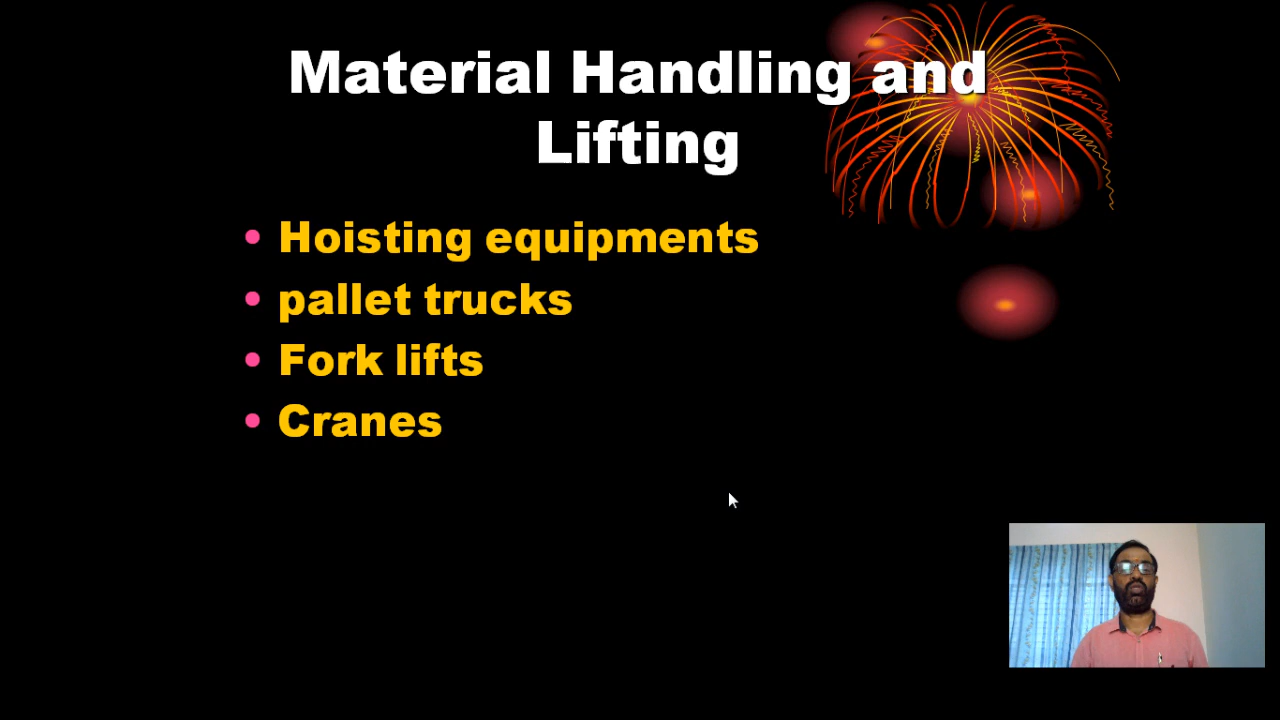 Material Handling and
Lifting
• Hoisting equipments
• pallet trucks
• Fork lifts
• Cranes